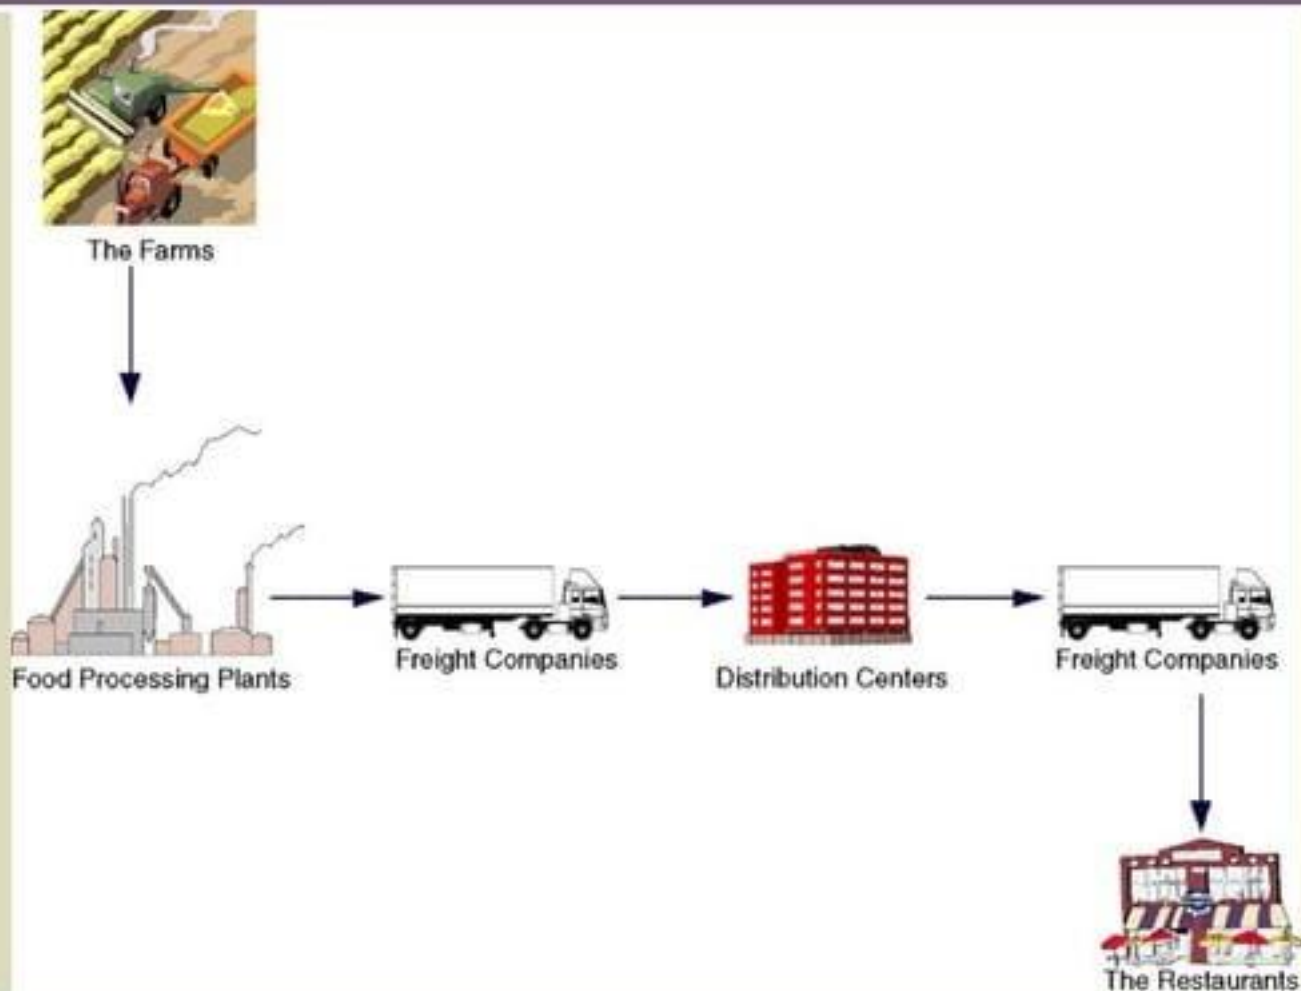 The Farms
Food Processing Plants
Freight Companies
Distribution Centers
Freight Companies
The Restaurants